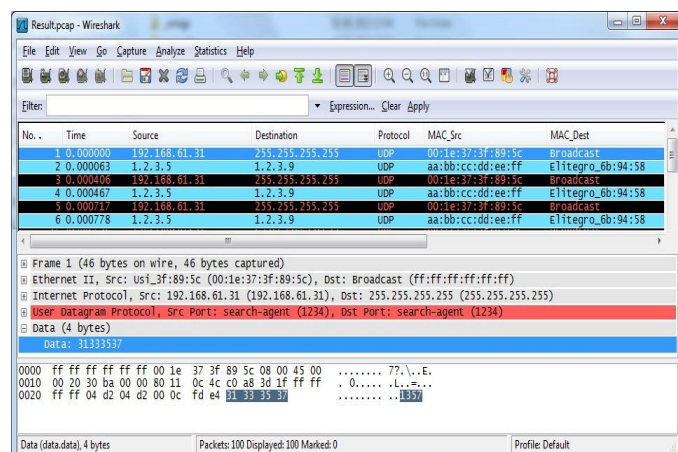 Result.pcap - Wireshark
File Edit View Go Capture Analyze Statistics Help
Filter: Expression... Clear Apply
No. . Time Source Destination Protocol MAC_Src MAC_Dest
1 0.000000 192.168.61.31 255.255.255.255 UDP 00:1e:37:3f:89:5c Broadcast
2 0.000063 1.2.3.5 1.2.3.9 UDP aa:bb:cc:dd:ee:ff Elitegro_6b:94:58
3 0.000406 192.168.61.31 255.255.255.255 UDP 00:1e:37:3f:89:5c Broadcast
4 0.000467 1.2.3.5 1.2.3.9 UDP aa:bb:cc:dd:ee:ff Elitegro_6b:94:58
5 0.000717 192.168.61.31 255.255.255.255 UDP 00:1e:37:3f:89:5c Broadcast
6 0.000778 1.2.3.5 1.2.3.9 UDP aa:bb:cc:dd:ee:ff Elitegro_6b:94:58
Frame 1 (46 bytes on wire, 46 bytes captured)
Ethernet II, Src: Usi_3f:89:5c (00:1e:37:3f:89:5c), Dst: Broadcast (ff:ff:ff:ff:ff:ff)
Internet Protocol, Src: 192.168.61.31 (192.168.61.31), Dst: 255.255.255.255 (255.255.255.255)
User Datagram Protocol, Src Port: search-agent (1234), Dst Port: search-agent (1234)
Data (4 bytes)
Data: 31333537
0000 ff ff ff ff ff ff 00 1e 37 3f 89 5c 08 00 45 00 ........ 7?.\..E.
0010 00 20 30 ba 00 00 80 11 0c 4c c0 a8 3d 1f ff ff . 0..... .L..=...
0020 ff ff 04 d2 04 d2 00 0c fd e4 31 33 35 37 ........ ..1357
Data (data.data), 4 bytes Packets: 100 Displayed: 100 Marked: 0 Profile: Default